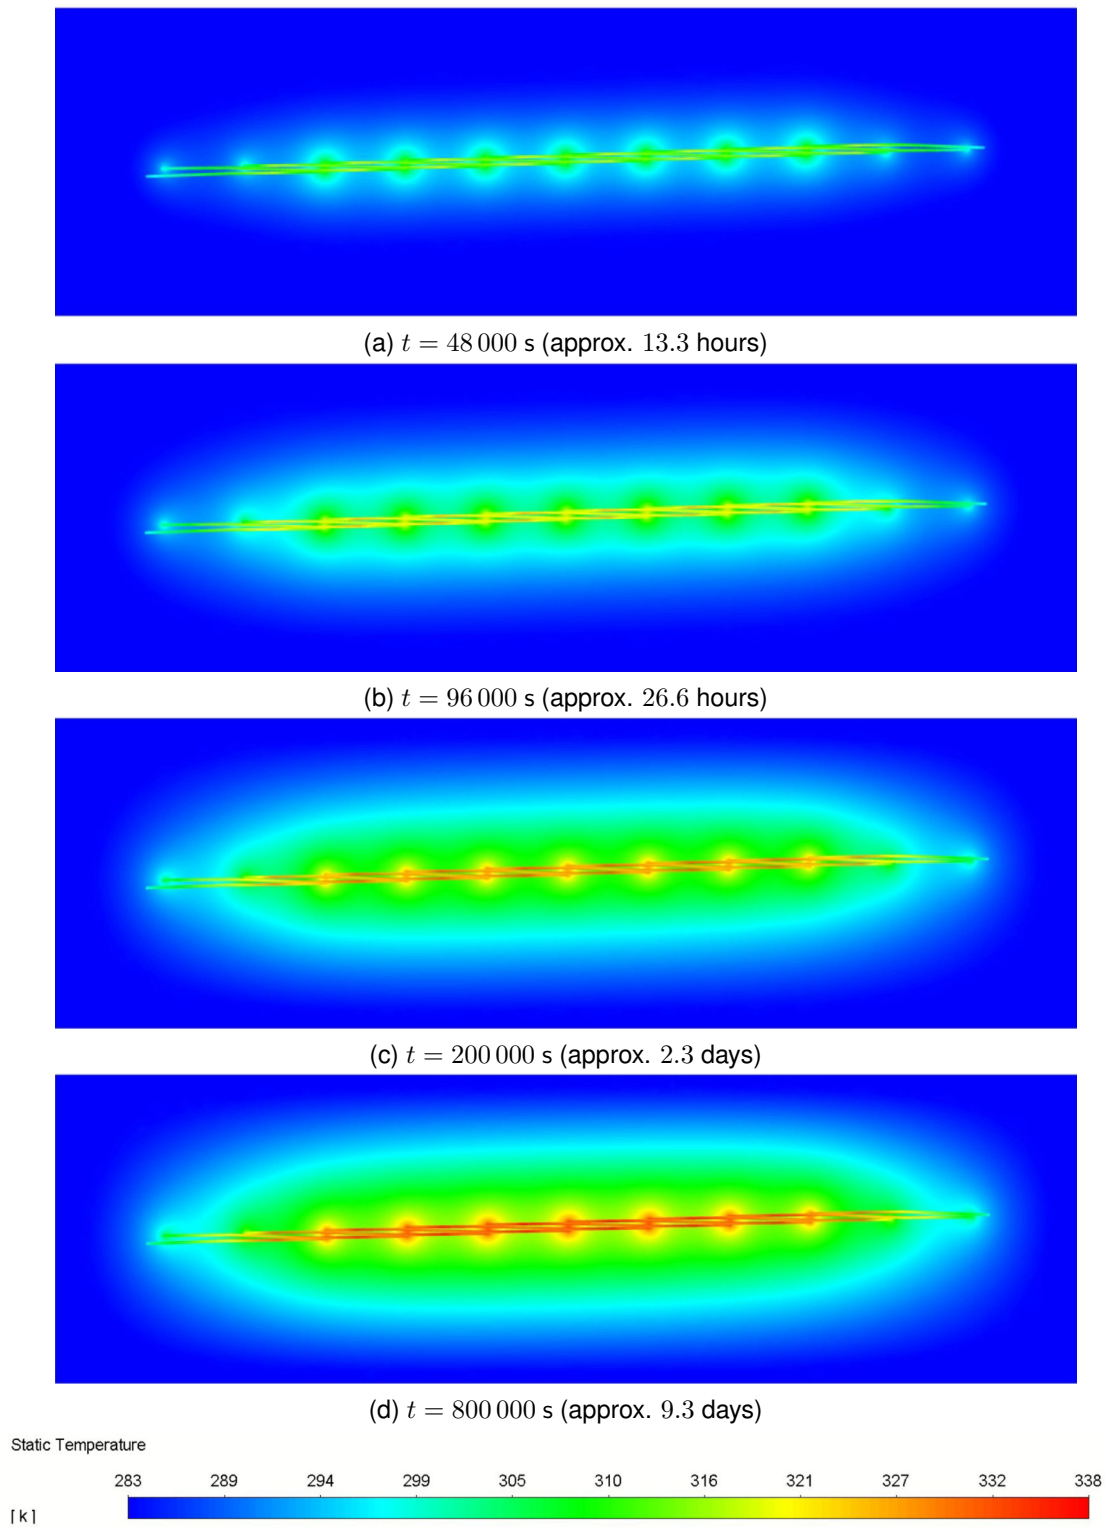 (a) t = 48 000 s (approx. 13.3 hours)
(b) t = 96 000 s (approx. 26.6 hours)
(c) t = 200 000 s (approx. 2.3 days)
(d) t = 800 000 s (approx. 9.3 days)
Static Temperature
283 289 294 299 305 310 316 321 327 332 338
[k]